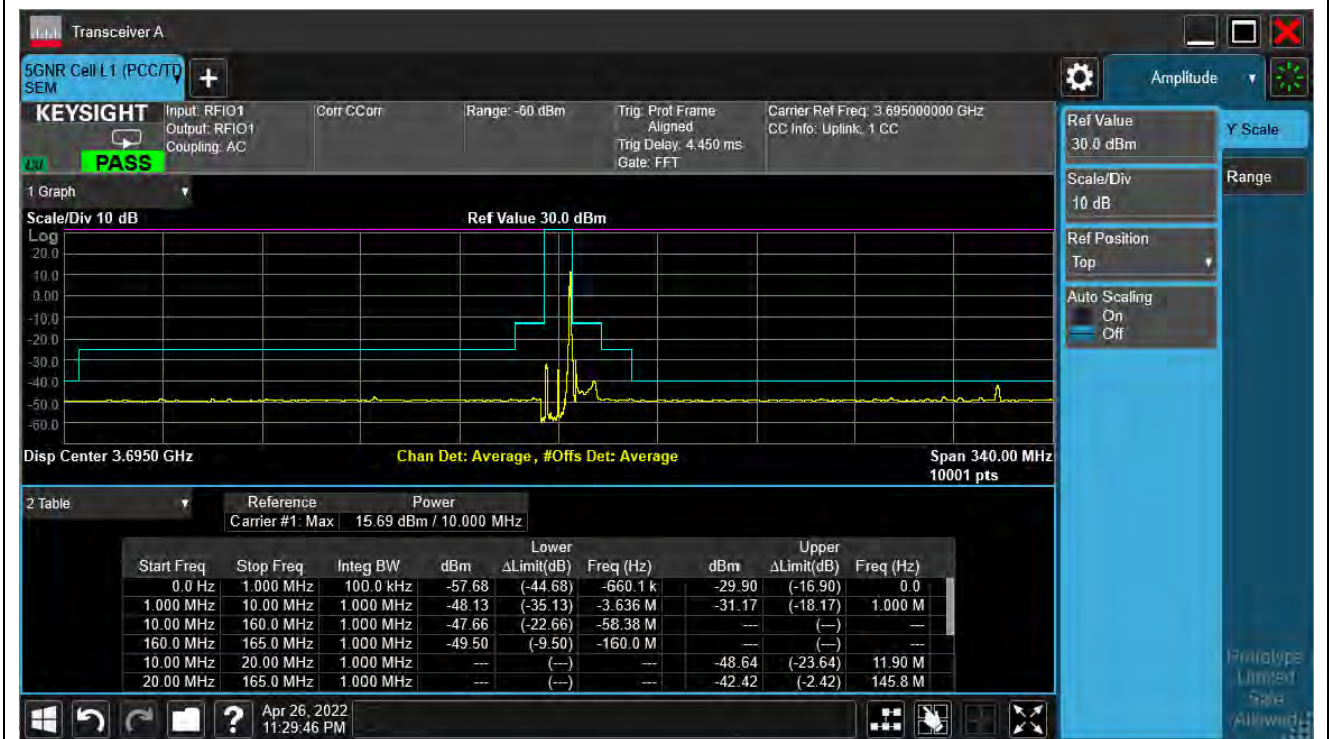 Transceiver A
5GNR Cell L1 (PCC/TD
SEM
Amplitude
KEYSIGHT
PASS
Input: RFIO1
Output: RFIO1
Coupling: AC
Corr CCorr
Range: -60 dBm
Trig: Prot Frame
Aligned
Trig Delay: 4.450 ms
Gate: FFT
Carrier Ref Freq: 3.695000000 GHz
CC Info: Uplink, 1 CC
Ref Value
30.0 dBm
Y Scale
Scale/Div
10 dB
Range
Ref Position
Top
Auto Scaling
On
Off
1 Graph
Scale/Div 10 dB
Ref Value 30.0 dBm
Log
20.0
10.0
0.00
-10.0
-20.0
-30.0
-40.0
-50.0
-60.0
Disp Center 3.6950 GHz
Chan Det: Average , #Offs Det: Average
Span 340.00 MHz
10001 pts
2 Table
Reference Power
Carrier #1: Max 15.69 dBm / 10.000 MHz
Lower Upper
Start Freq Stop Freq Integ BW dBm ΔLimit(dB) Freq (Hz) dBm ΔLimit(dB) Freq (Hz)
0.0 Hz 1.000 MHz 100.0 kHz -57.68 (-44.68) -660.1 k -29.90 (-16.90) 0.0
1.000 MHz 10.00 MHz 1.000 MHz -48.13 (-35.13) -3.636 M -31.17 (-18.17) 1.000 M
10.00 MHz 160.0 MHz 1.000 MHz -47.66 (-22.66) -58.38 M --- (---) ---
160.0 MHz 165.0 MHz 1.000 MHz -49.50 (-9.50) -160.0 M --- (---) ---
10.00 MHz 20.00 MHz 1.000 MHz --- (---) --- -48.64 (-23.64) 11.90 M
20.00 MHz 165.0 MHz 1.000 MHz --- (---) --- -42.42 (-2.42) 145.8 M
Prototype
Limited
Sale
Allowed
Apr 26, 2022
11:29:46 PM